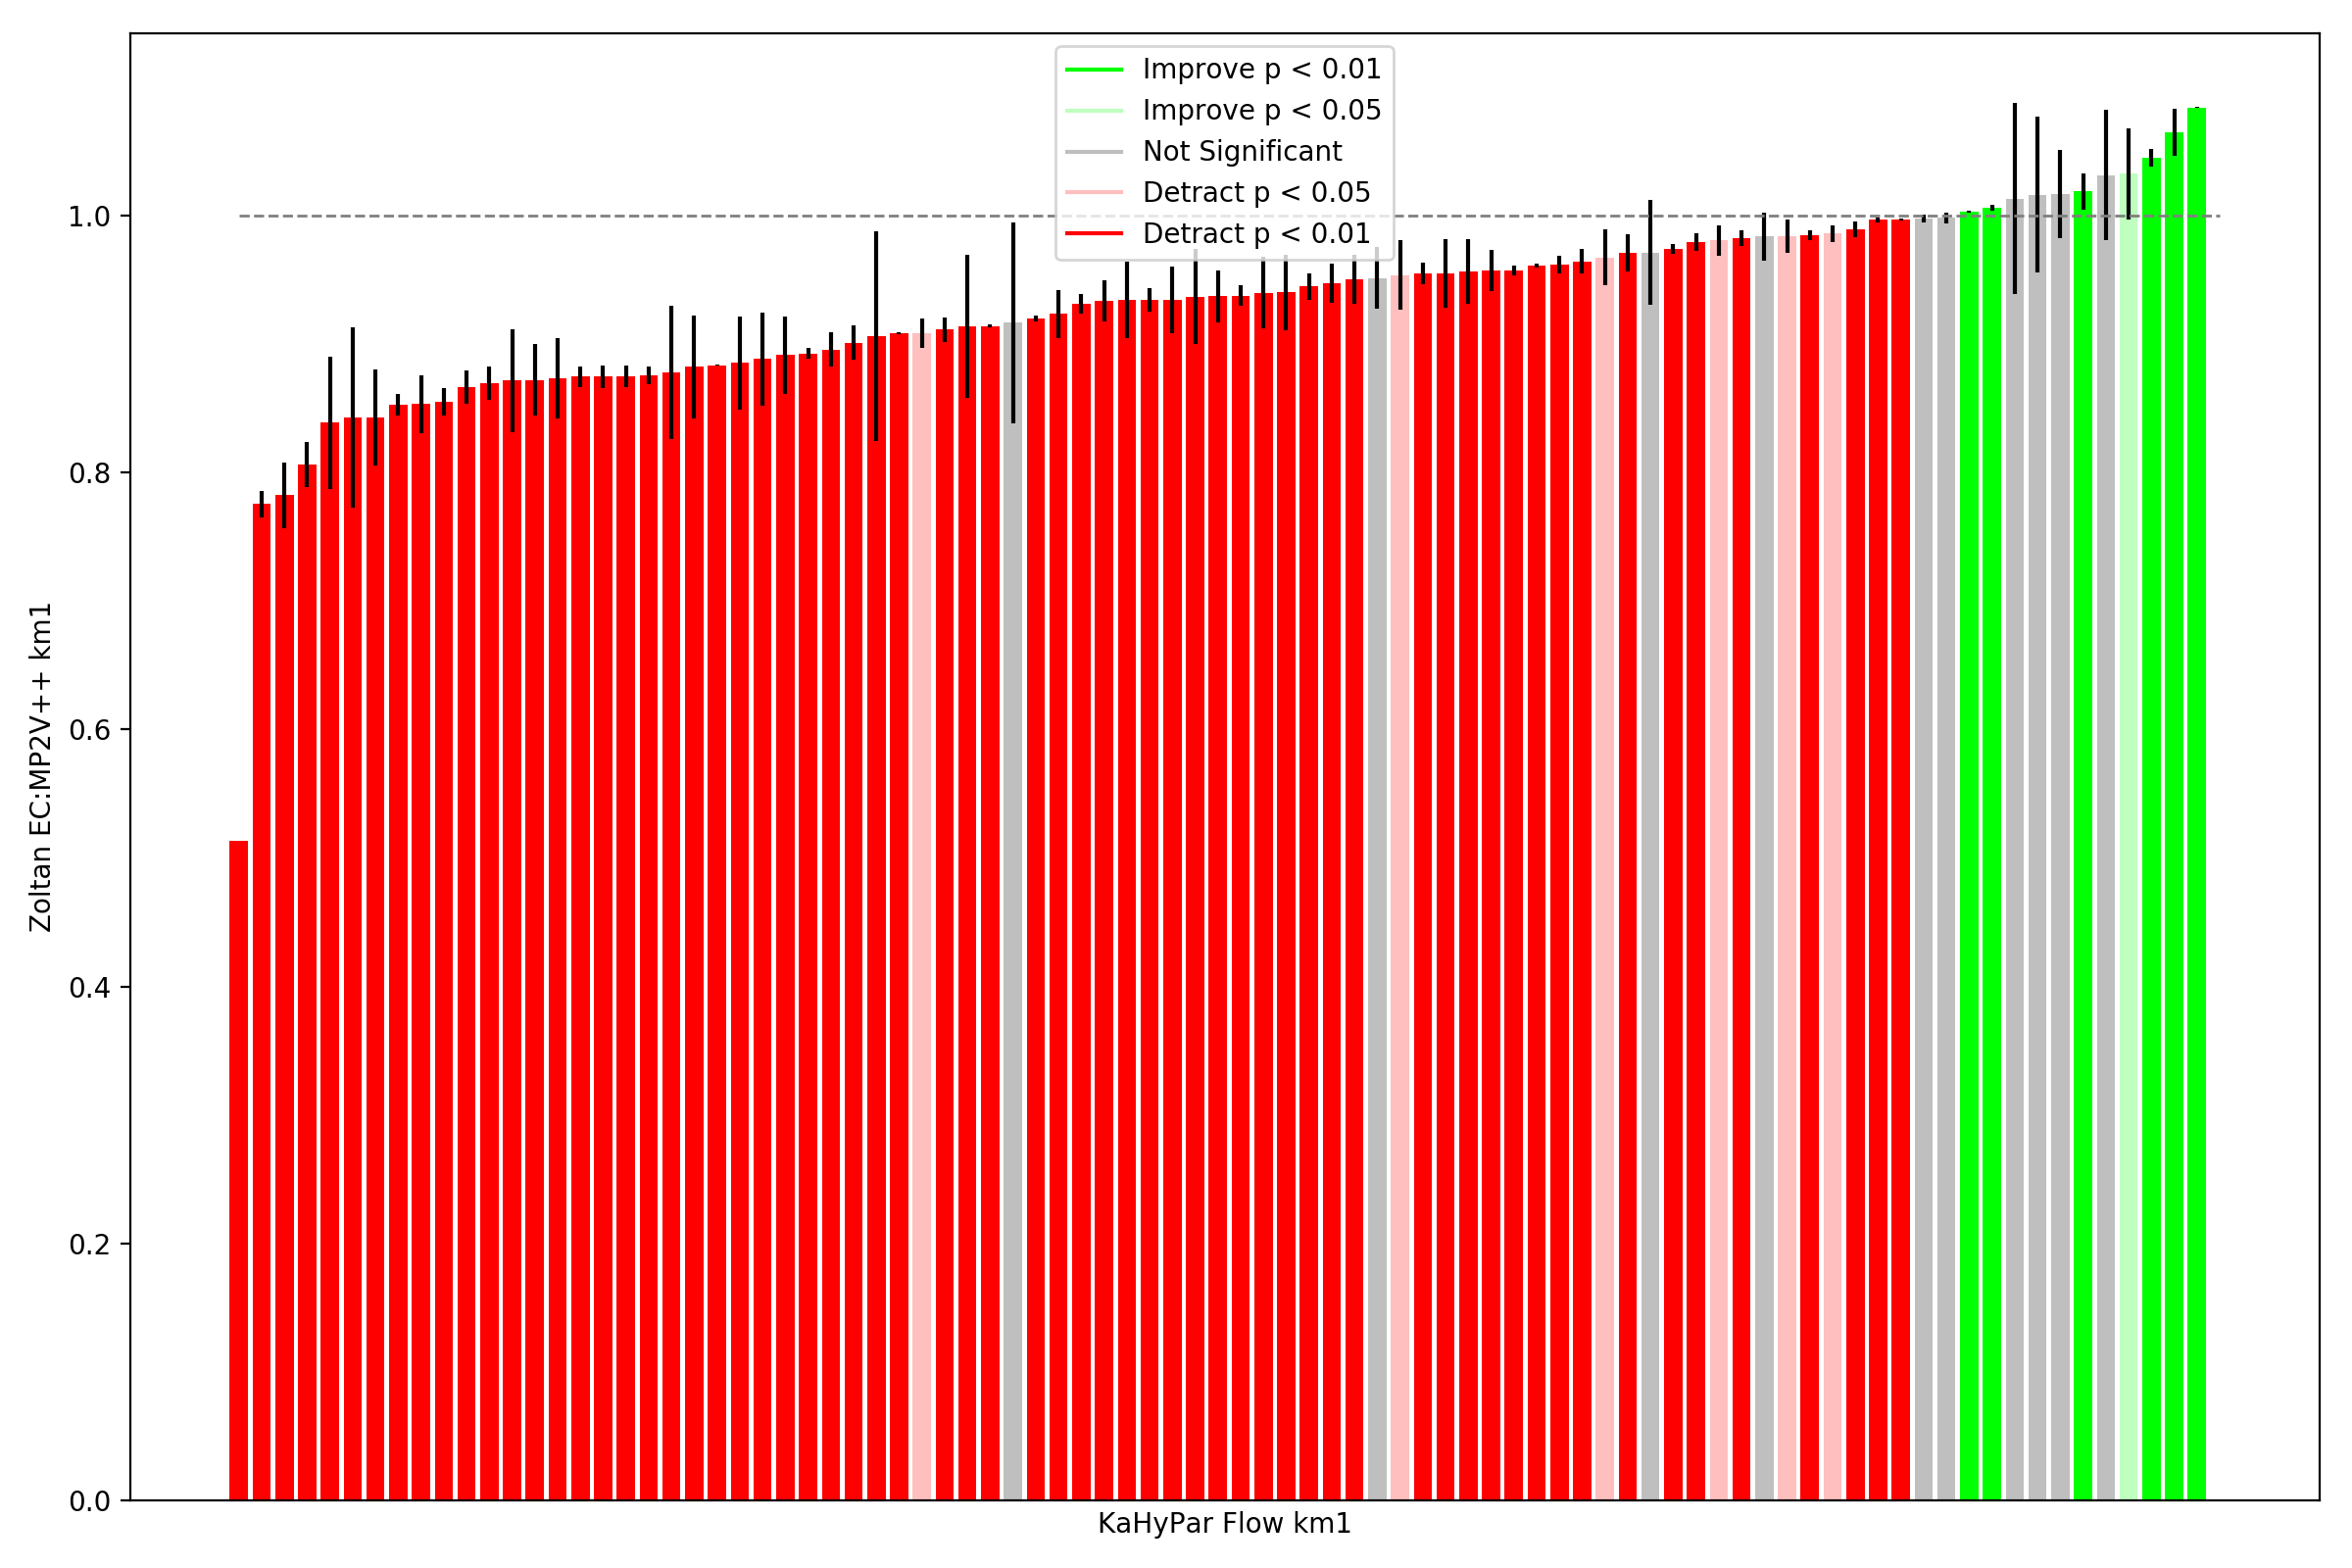 Improve p < 0.01
Improve p < 0.05
Not Significant
Detract p < 0.05
Detract p < 0.01
1.0
0.8
0.6
0.4
0.2
0.0
Zoltan EC:MP2V++ km1
KaHyPar Flow km1